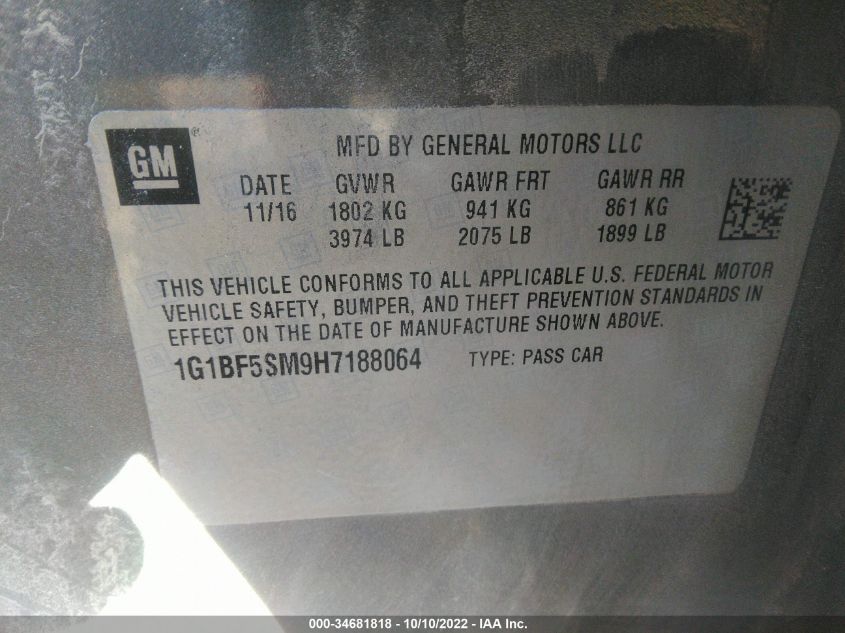 GM ®
MFD BY GENERAL MOTORS LLC
DATE GVWR GAWR FRT GAWR RR
11/16 1802 KG 941 KG 861 KG
3974 LB 2075 LB 1899 LB
THIS VEHICLE CONFORMS TO ALL APPLICABLE U.S. FEDERAL MOTOR
VEHICLE SAFETY, BUMPER, AND THEFT PREVENTION STANDARDS IN
EFFECT ON THE DATE OF MANUFACTURE SHOWN ABOVE.
1G1BF5SM9H7188064 TYPE: PASS CAR
000-34681818 - 10/10/2022 - IAA Inc.